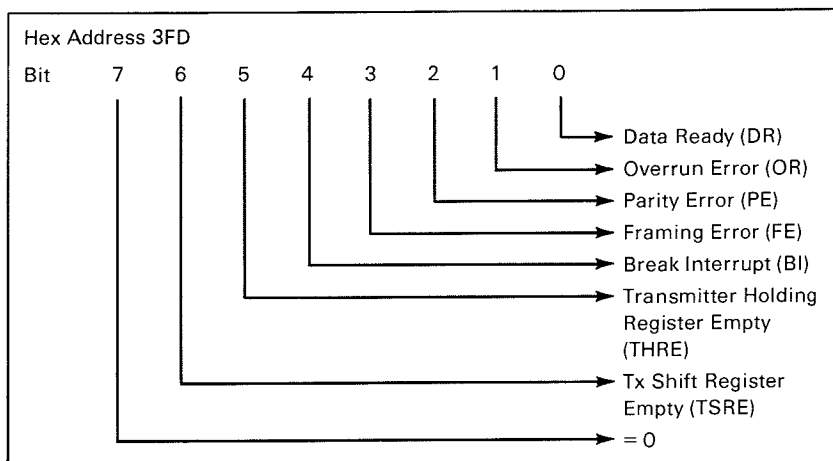 Hex Address 3FD
Bit 7 6 5 4 3 2 1 0
Data Ready (DR)
Overrun Error (OR)
Parity Error (PE)
Framing Error (FE)
Break Interrupt (BI)
Transmitter Holding
Register Empty
(THRE)
Tx Shift Register
Empty (TSRE)
= 0